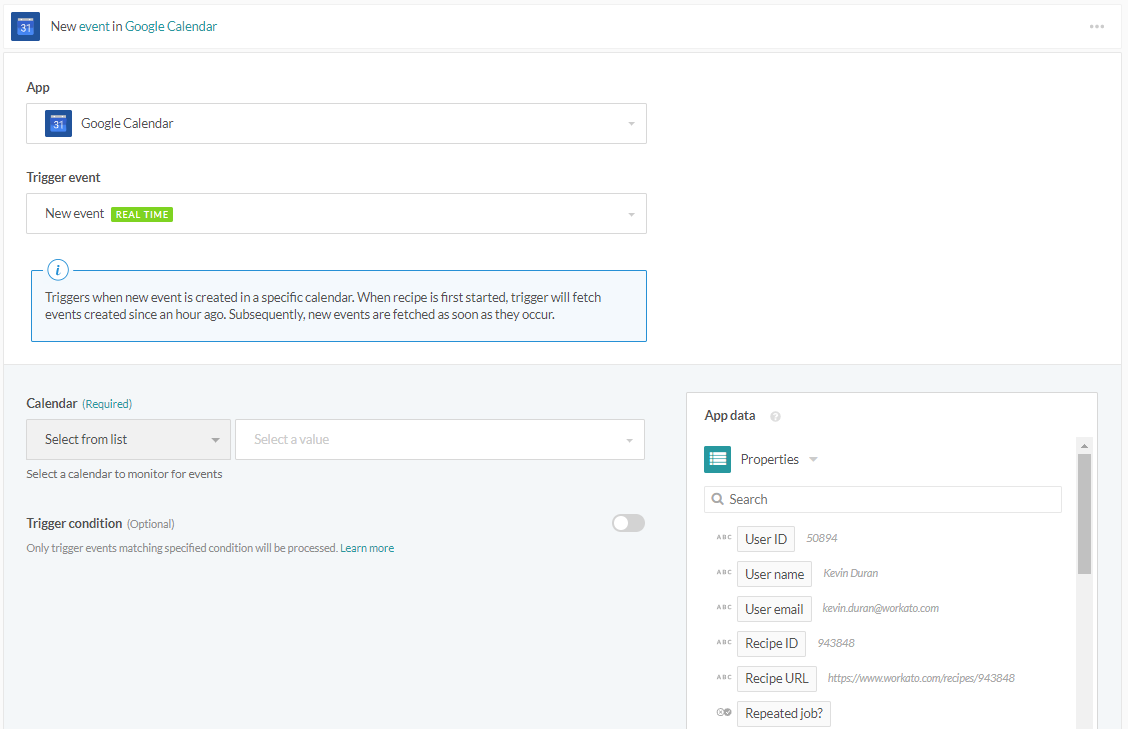 31 New event in Google Calendar
App
31 Google Calendar
Trigger event
New event REAL TIME
i
Triggers when new event is created in a specific calendar. When recipe is first started, trigger will fetch
events created since an hour ago. Subsequently, new events are fetched as soon as they occur.
Calendar (Required)
Select from list Select a value
Select a calendar to monitor for events
Trigger condition (Optional)
Only trigger events matching specified condition will be processed. Learn more
App data ?
Properties
Search
ABC User ID 50894
ABC User name Kevin Duran
ABC User email kevin.duran@workato.com
ABC Recipe ID 943848
ABC Recipe URL https://www.workato.com/recipes/943848
Repeated job?